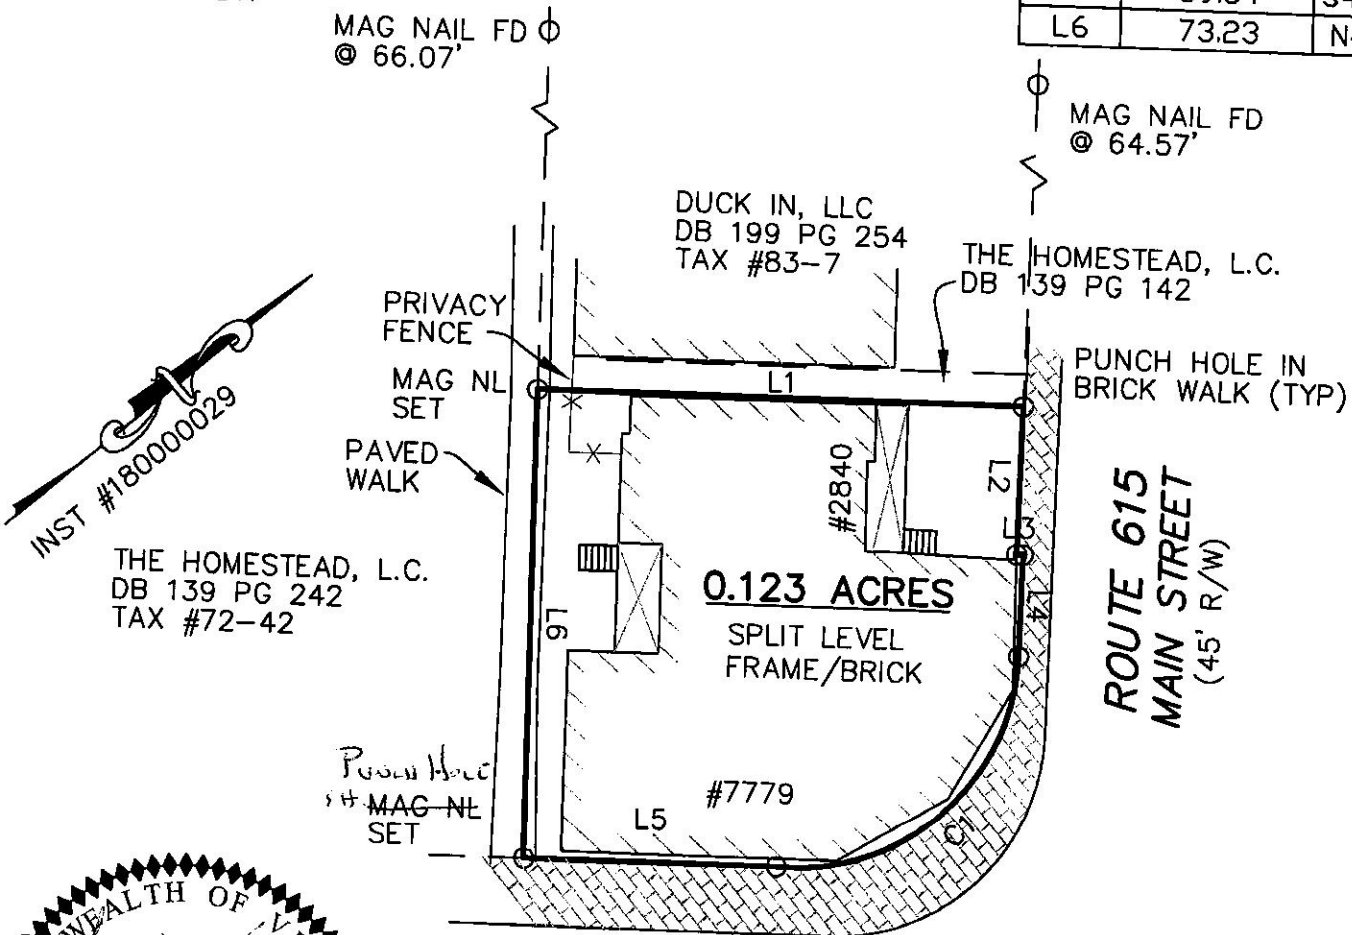 MAG NAIL FD
@ 66.07'
L6 73.23
MAG NAIL FD
@ 64.57'
DUCK IN, LLC
DB 199 PG 254
TAX #83-7
THE HOMESTEAD, L.C.
DB 139 PG 142
PRIVACY
FENCE
MAG NL
SET
L1
PUNCH HOLE IN
BRICK WALK (TYP)
PAVED
WALK
INST #180000029
#2840
L2
L3
L4
ROUTE 615
MAIN STREET
(45' R/W)
THE HOMESTEAD, L.C.
DB 139 PG 242
TAX #72-42
L6
0.123 ACRES
SPLIT LEVEL
FRAME/BRICK
Punch Hole
MAG NL
SET
L5
#7779
C1
WEALTH OF V